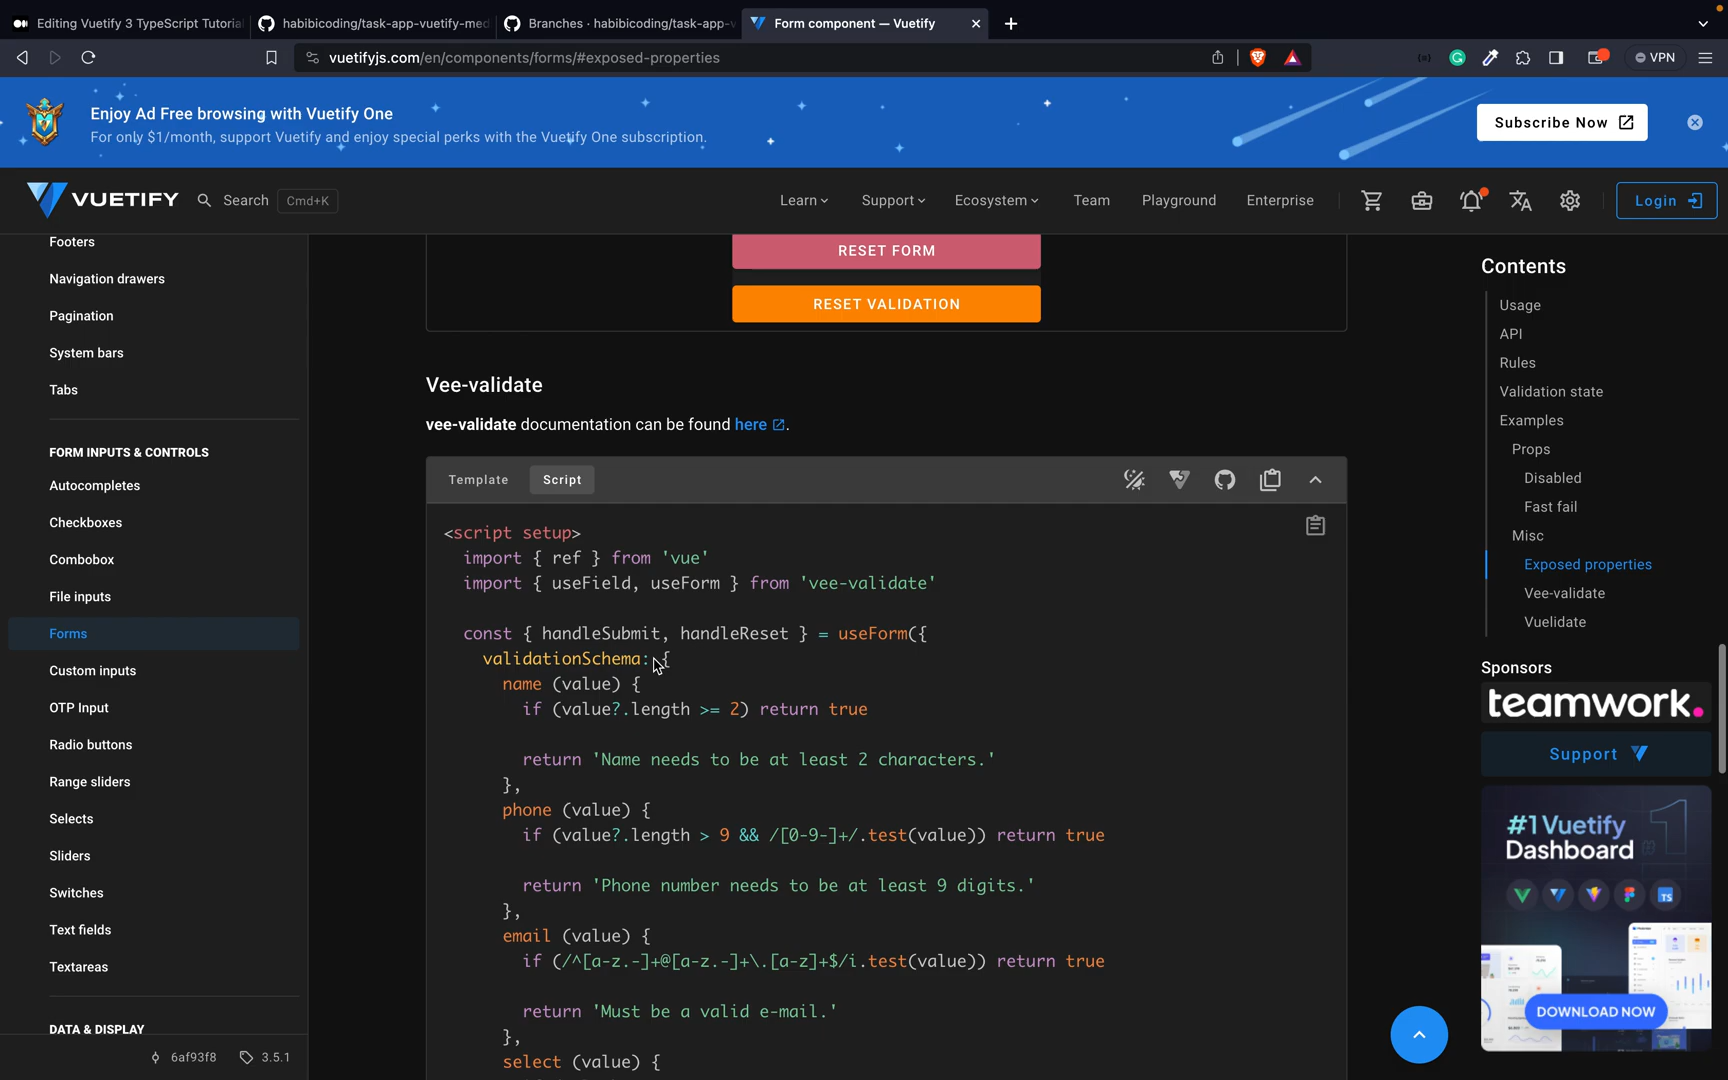 Editing Vuetify 3 TypeScript Tutoria
habibicoding/task-app-vuetify-med
Branches · habibicoding/task-app-v
Form component — Vuetify
vuetifyjs.com/en/components/forms/#exposed-properties
VPN
Enjoy Ad Free browsing with Vuetify One
For only $1/month, support Vuetify and enjoy special perks with the Vuetify One subscription.
Subscribe Now
VUETIFY
Search
Cmd+K
Learn
Support
Ecosystem
Team
Playground
Enterprise
Login
Footers
Navigation drawers
Pagination
System bars
Tabs
FORM INPUTS & CONTROLS
Autocompletes
Checkboxes
Combobox
File inputs
Forms
Custom inputs
OTP Input
Radio buttons
Range sliders
Selects
Sliders
Switches
Text fields
Textareas
DATA & DISPLAY
6af93f8
3.5.1
RESET FORM
RESET VALIDATION
Vee-validate
vee-validate documentation can be found here .
Template
Script
<script setup>
import { ref } from 'vue'
import { useField, useForm } from 'vee-validate'
const { handleSubmit, handleReset } = useForm({
validationSchema: {
name (value) {
if (value?.length >= 2) return true
return 'Name needs to be at least 2 characters.'
},
phone (value) {
if (value?.length > 9 && /[0-9-]+/.test(value)) return true
return 'Phone number needs to be at least 9 digits.'
},
email (value) {
if (/^[a-z.-]+@[a-z.-]+\.[a-z]+$/i.test(value)) return true
return 'Must be a valid e-mail.'
},
select (value) {
Contents
Usage
API
Rules
Validation state
Examples
Props
Disabled
Fast fail
Misc
Exposed properties
Vee-validate
Vuelidate
Sponsors
teamwork.
Support
#1 Vuetify
Dashboard
1
TS
DOWNLOAD NOW